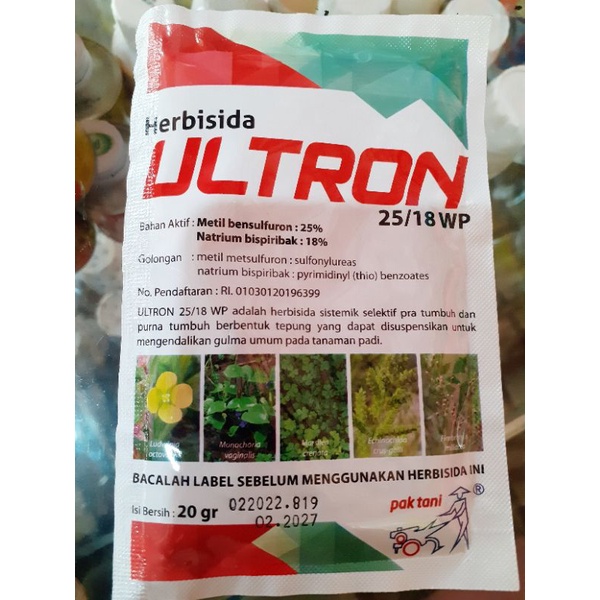 Herbisida
ULTRON
25/18 WP
Bahan Aktif : Metil bensulfuron : 25%
Natrium bispiribak : 18%
Golongan : metil metsulfuron : sulfonylureas
natrium bispiribak : pyrimidinyl (thio) benzoates
No. Pendaftaran : RI. 01030120196399
ULTRON 25/18 WP adalah herbisida sistemik selektif pra tumbuh dan
purna tumbuh berbentuk tepung yang dapat disuspensikan untuk
mengendalikan gulma umum pada tanaman padi.
Monochoria
vaginalis
Marsilea
crenata
Echinochloa
BACALAH LABEL SEBELUM MENGGUNAKAN HERBISIDA INI
Isi Bersih : 20 gr
022022.819
02.2027
pak tani ®